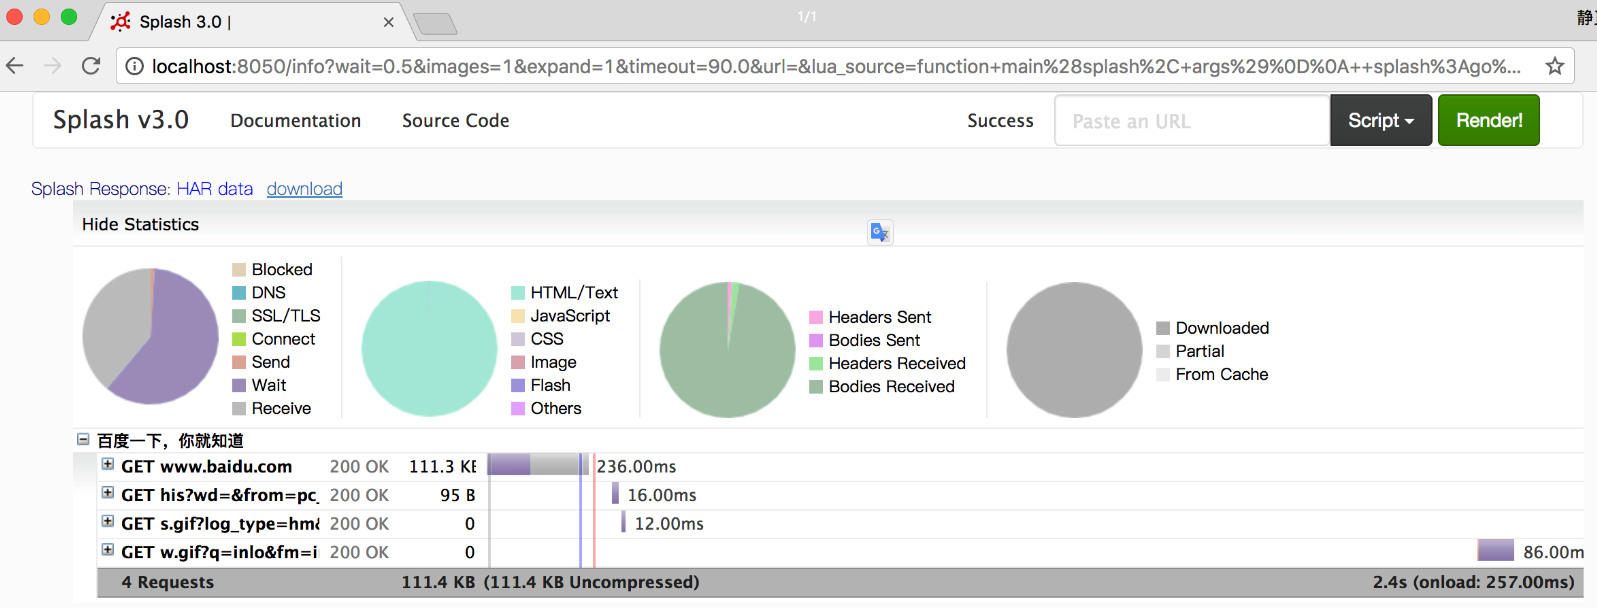 Splash 3.0 |
1/1
静
localhost:8050/info?wait=0.5&images=1&expand=1&timeout=90.0&url=&lua_source=function+main%28splash%2C+args%29%0D%0A++splash%3Ago%...
Splash v3.0 Documentation Source Code Success Paste an URL Script Render!
Splash Response: HAR data download
Hide Statistics
Blocked
DNS
SSL/TLS
Connect
Send
Wait
Receive
HTML/Text
JavaScript
CSS
Image
Flash
Others
Headers Sent
Bodies Sent
Headers Received
Bodies Received
Downloaded
Partial
From Cache
百度一下，你就知道
GET www.baidu.com 200 OK 111.3 KB 236.00ms
GET his?wd=&from=pc_ 200 OK 95 B 16.00ms
GET s.gif?log_type=hm& 200 OK 0 12.00ms
GET w.gif?q=inlo&fm=i 200 OK 0 86.00m
4 Requests 111.4 KB (111.4 KB Uncompressed) 2.4s (onload: 257.00ms)